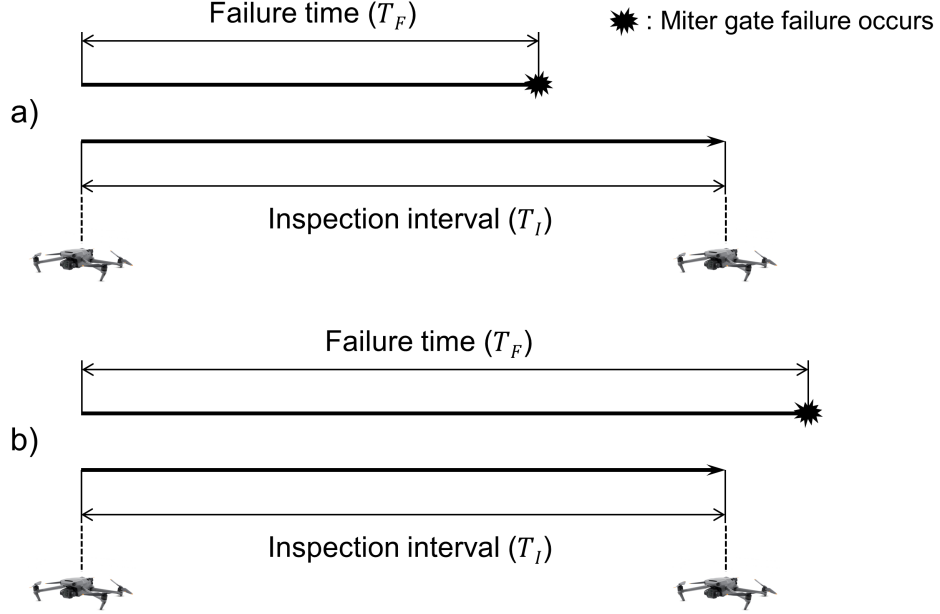 Failure time (T_F)
: Miter gate failure occurs
a)
Inspection interval (T_I)
Failure time (T_F)
b)
Inspection interval (T_I)